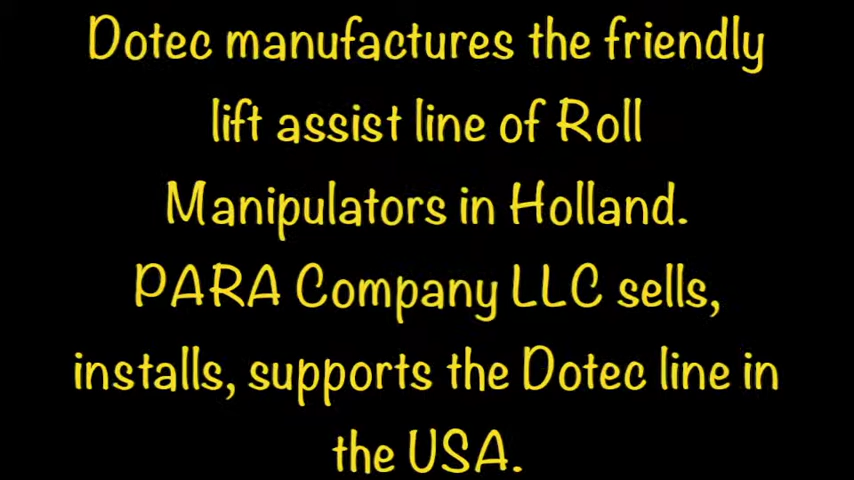 Dotec manufactures the friendly
lift assist line of Roll
Manipulators in Holland.
PARA Company LLC sells,
installs, supports the Dotec line in
the USA.